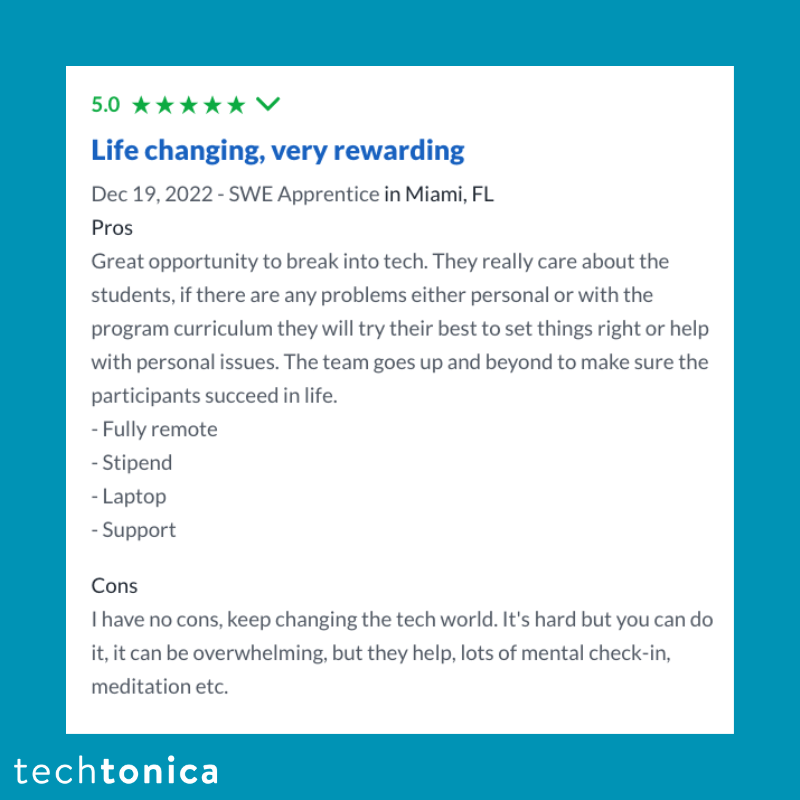 5.0 ★★★★★
Life changing, very rewarding
Dec 19, 2022 - SWE Apprentice in Miami, FL
Pros
Great opportunity to break into tech. They really care about the
students, if there are any problems either personal or with the
program curriculum they will try their best to set things right or help
with personal issues. The team goes up and beyond to make sure the
participants succeed in life.
- Fully remote
- Stipend
- Laptop
- Support
Cons
I have no cons, keep changing the tech world. It's hard but you can do
it, it can be overwhelming, but they help, lots of mental check-in,
meditation etc.
techtonica